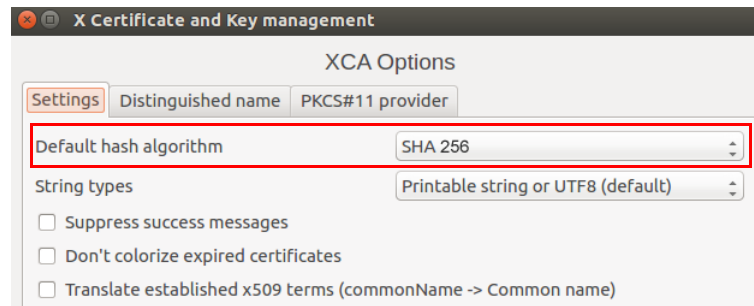 X Certificate and Key management
XCA Options
Settings Distinguished name PKCS#11 provider
Default hash algorithm SHA 256
String types Printable string or UTF8 (default)
Suppress success messages
Don't colorize expired certificates
Translate established x509 terms (commonName -> Common name)